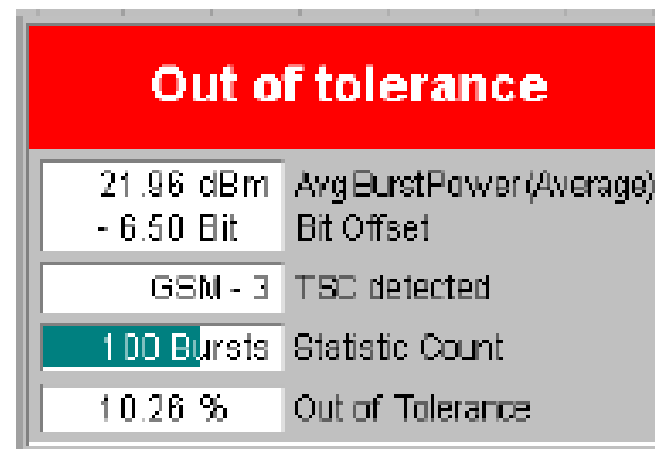 Out of tolerance
21.96 dBm AvgBurstPower(Average)
- 6.50 Bit Bit Offset
GSM - 3 TSC detected
100 Bursts Statistic Count
10.26 % Out of Tolerance